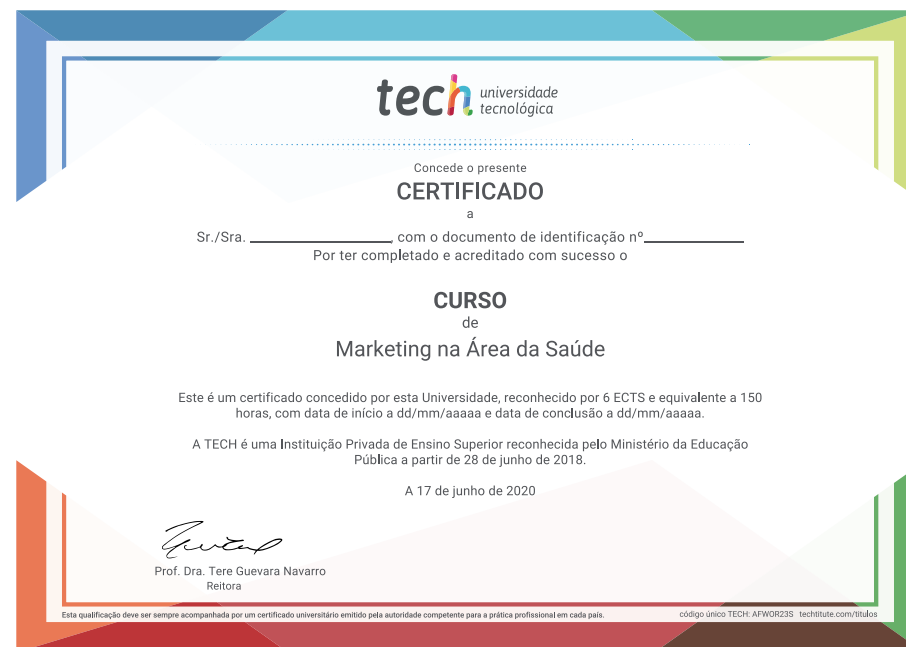 tech universidade
tecnológica
Concede o presente
CERTIFICADO
a
Sr./Sra. ________________, com o documento de identificação nº____________
Por ter completado e acreditado com sucesso o
CURSO
de
Marketing na Área da Saúde
Este é um certificado concedido por esta Universidade, reconhecido por 6 ECTS e equivalente a 150
horas, com data de início a dd/mm/aaaaa e data de conclusão a dd/mm/aaaaa.
A TECH é uma Instituição Privada de Ensino Superior reconhecida pelo Ministério da Educação
Pública a partir de 28 de junho de 2018.
A 17 de junho de 2020
Prof. Dra. Tere Guevara Navarro
Reitora
Esta qualificação deve ser sempre acompanhada por um certificado universitário emitido pela autoridade competente para a prática profissional em cada país.
código único TECH: AFWOR23S techtitute.com/titulos